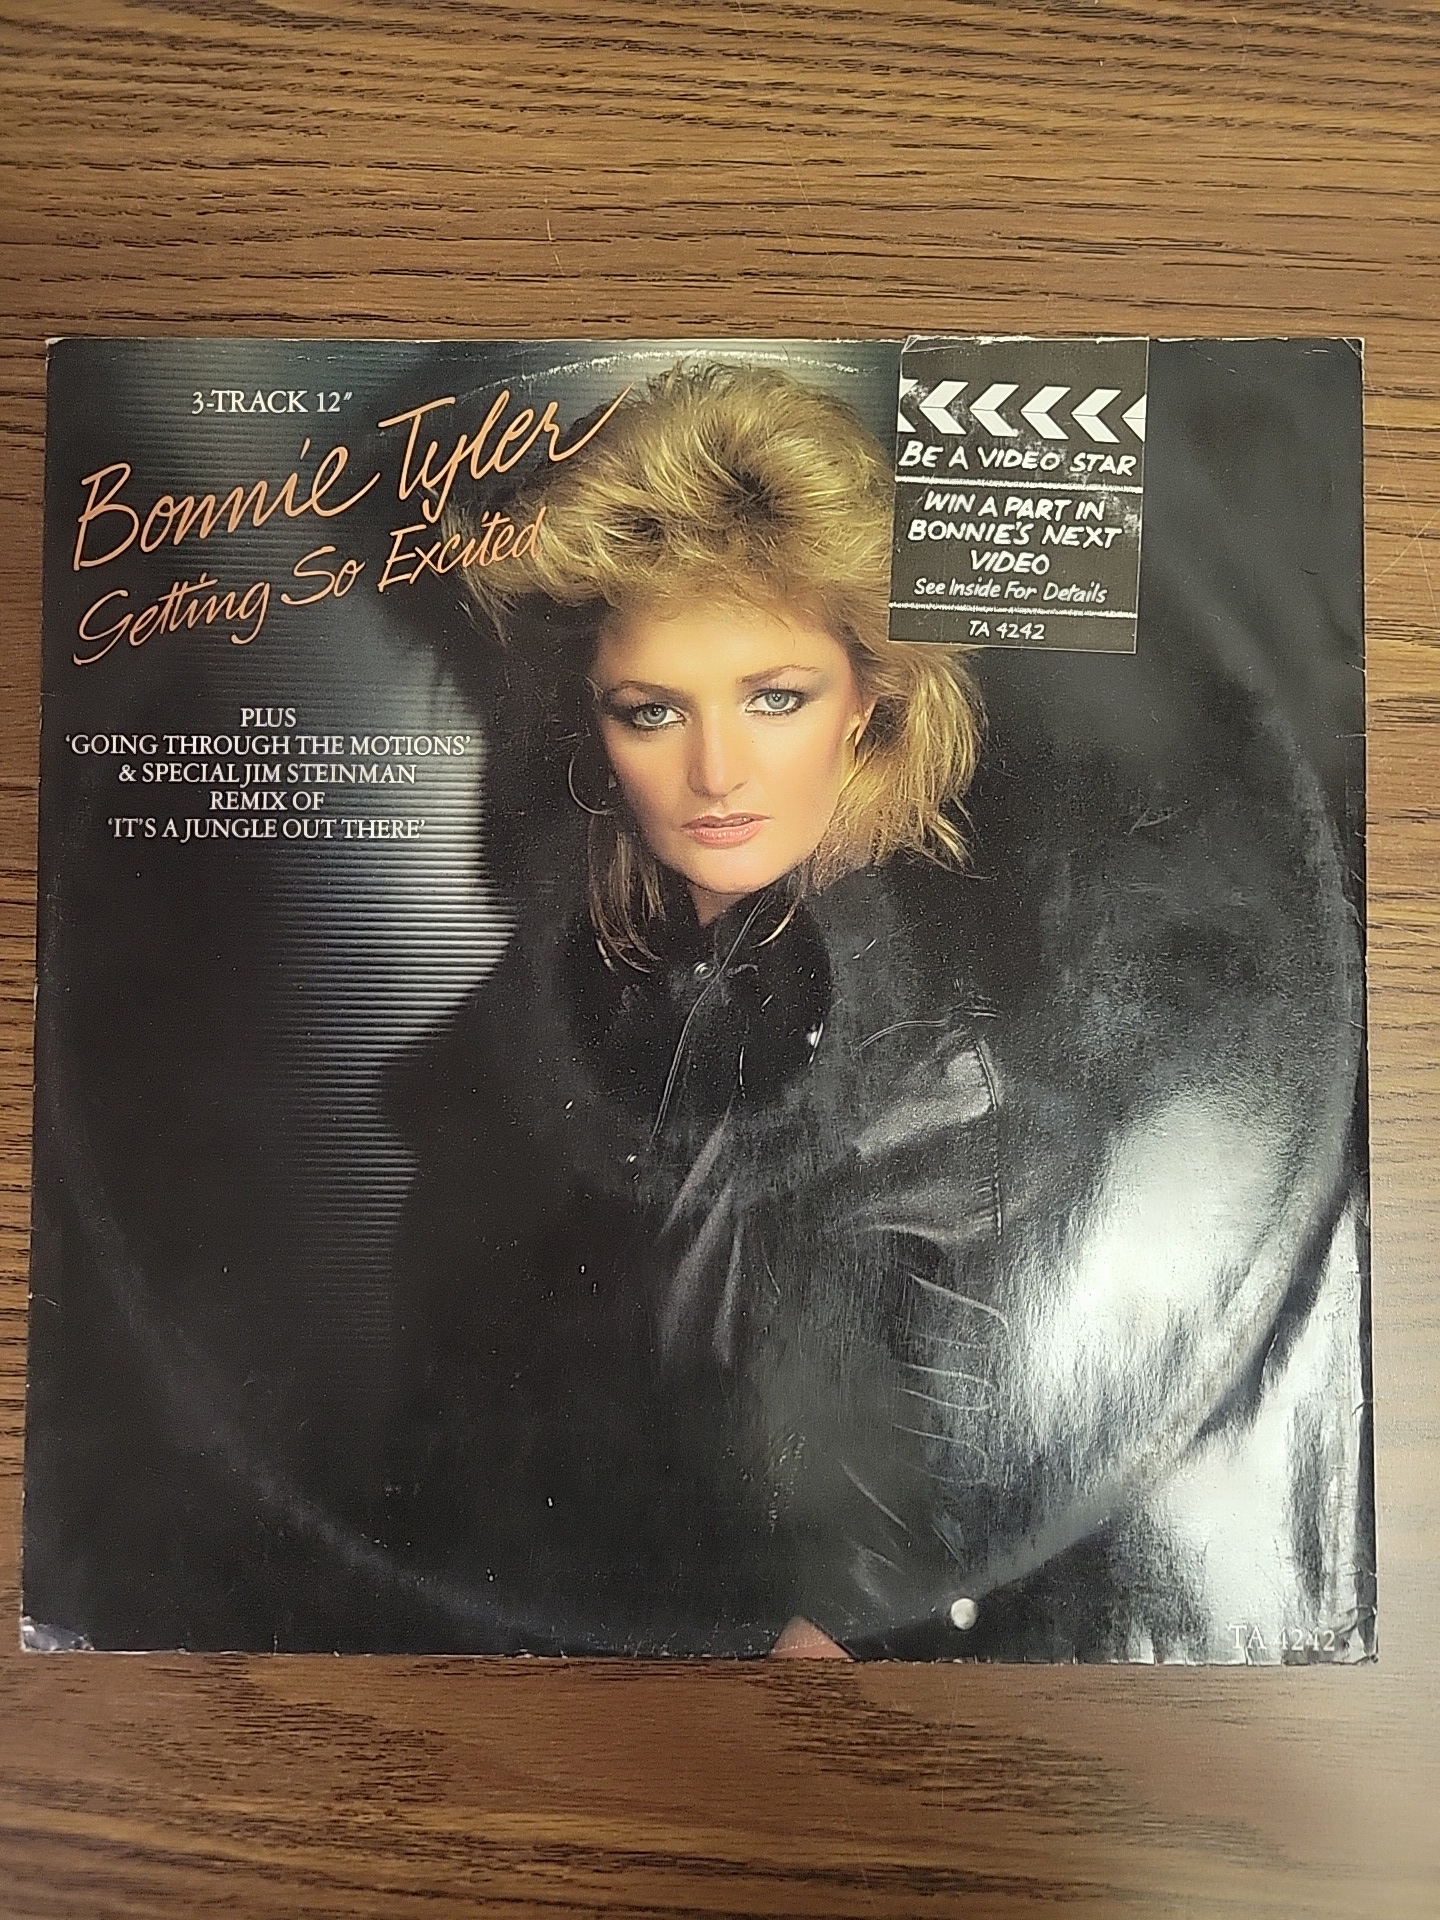 3-TRACK 12"
Bonnie Tyler
Getting So Excited
PLUS
'GOING THROUGH THE MOTIONS'
& SPECIAL JIM STEINMAN
REMIX OF
'IT'S A JUNGLE OUT THERE'
BE A VIDEO STAR
WIN A PART IN
BONNIE'S NEXT
VIDEO
See Inside For Details
TA 4242
TA 4242